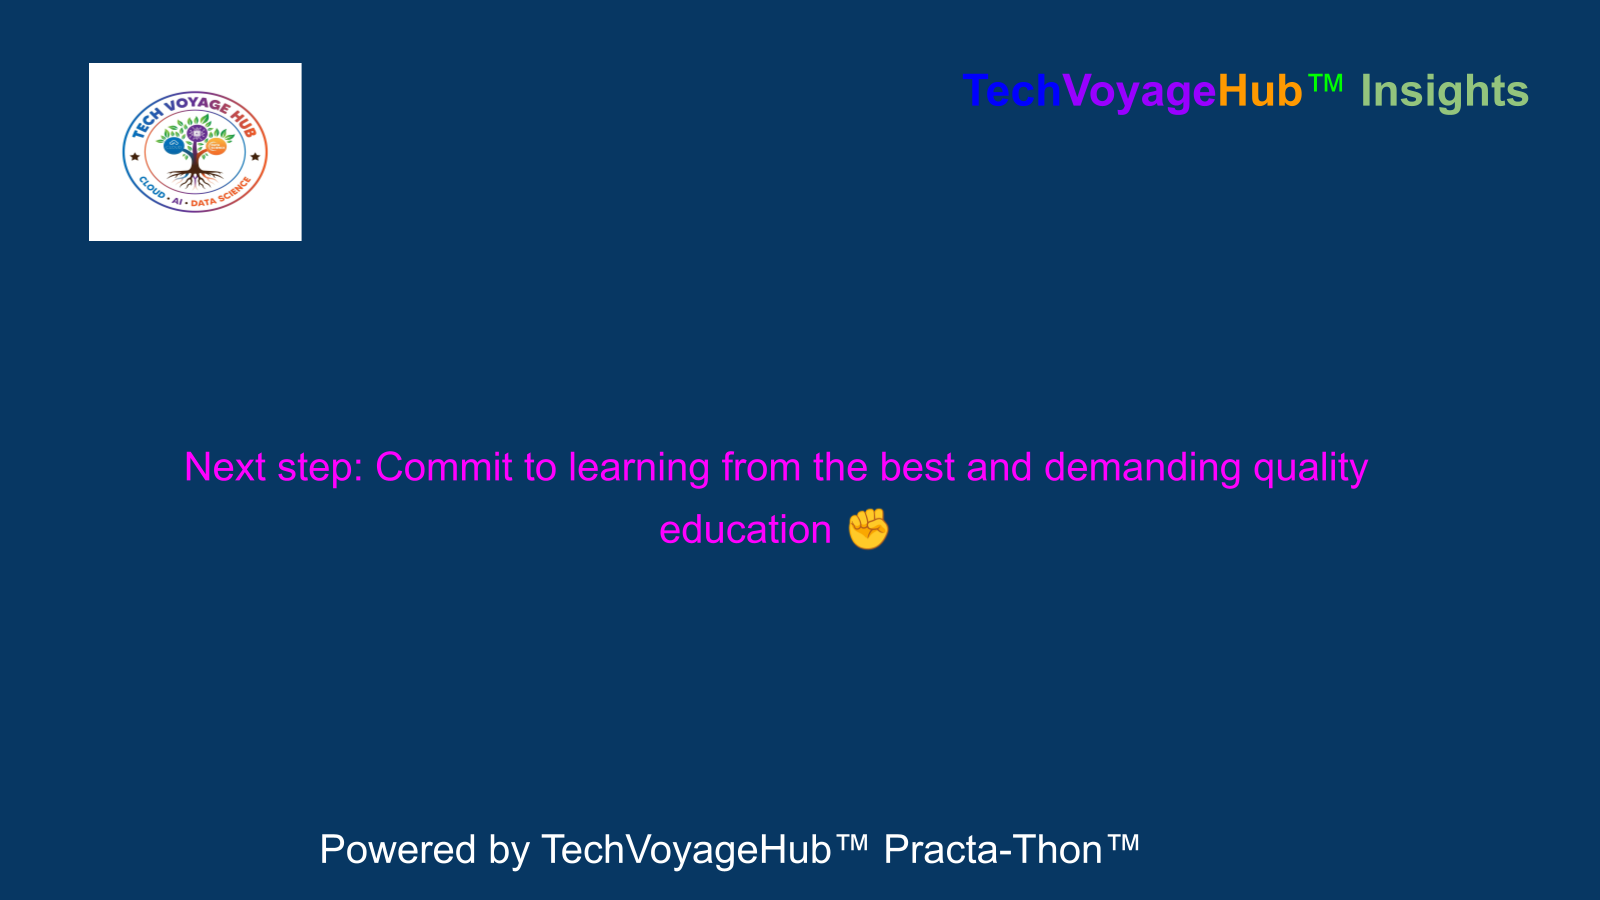 TECH VOYAGE HUB
CLOUD • AI • DATA SCIENCE
TechVoyageHub™ Insights
Next step: Commit to learning from the best and demanding quality
education ✊
Powered by TechVoyageHub™ Practa-Thon™